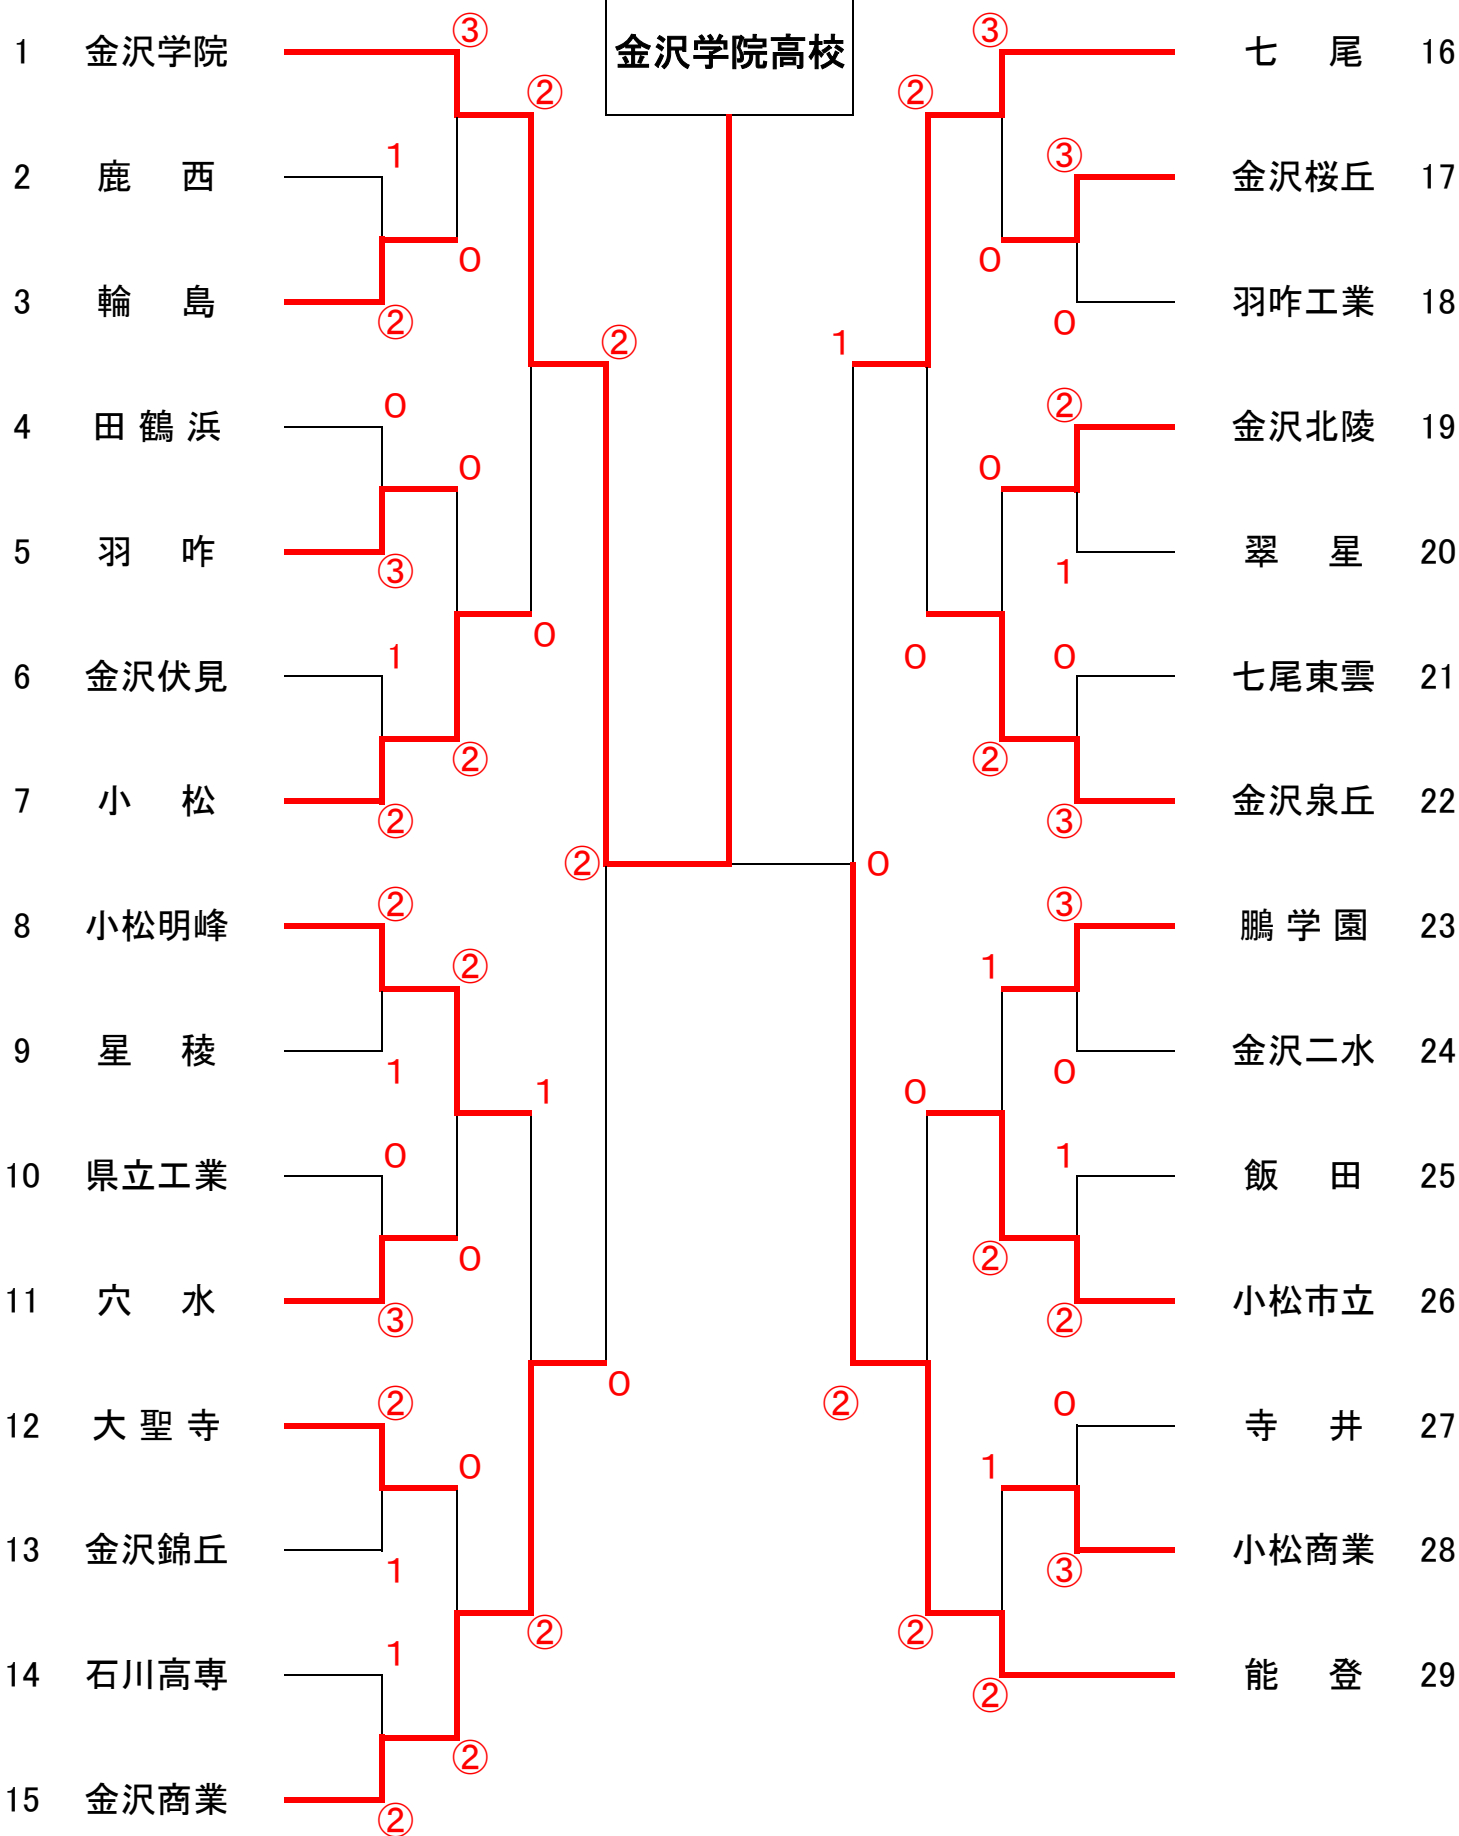 金沢学院高校
1 金沢学院
2 鹿 西
3 輪 島
4 田鶴浜
5 羽 咋
6 金沢伏見
7 小 松
8 小松明峰
9 星 稜
10 県立工業
11 穴 水
12 大聖寺
13 金沢錦丘
14 石川高専
15 金沢商業
③
②
1
0
②
②
0
0
③
1
0
②
②
②
②
②
1
1
0
0
③
②
0
0
1
1
②
②
②
③
②
③
0
0
1
②
0
1
0
0
②
③
0
③
1
0
0
1
②
②
0
②
1
③
②
②
七 尾 16
金沢桜丘 17
羽咋工業 18
金沢北陵 19
翠 星 20
七尾東雲 21
金沢泉丘 22
鵬学園 23
金沢二水 24
飯 田 25
小松市立 26
寺 井 27
小松商業 28
能 登 29